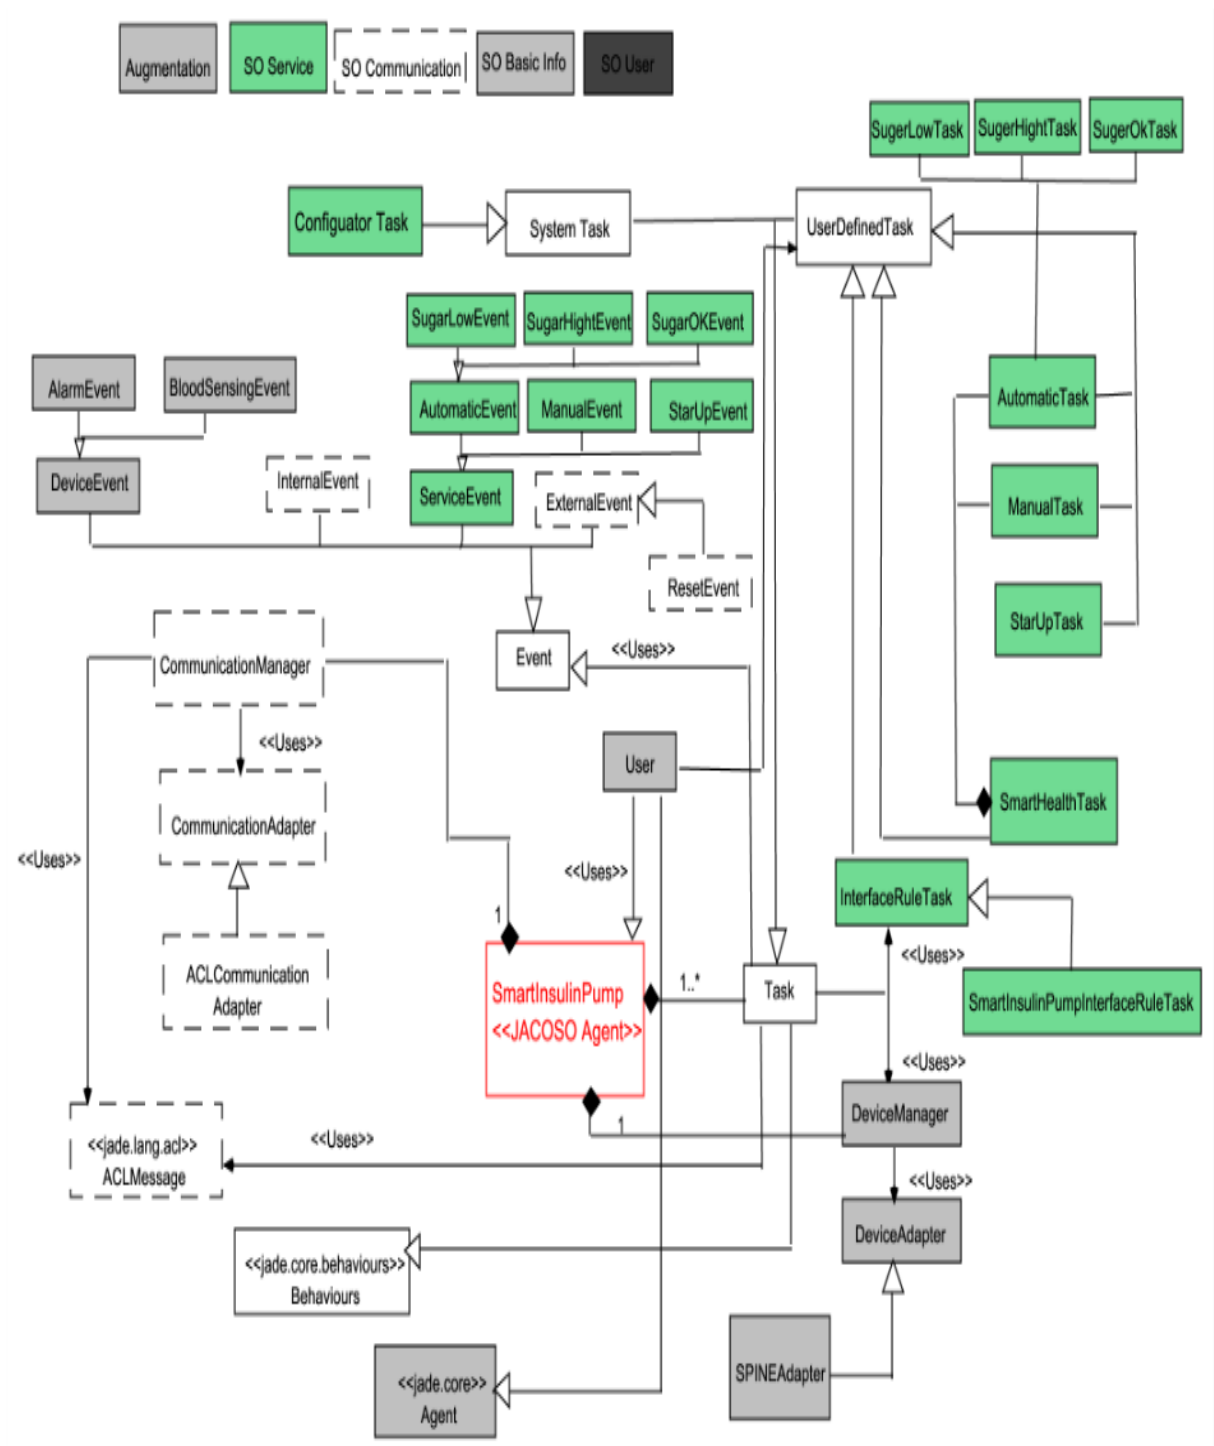 Augmentation
SO Service
SO Communication
SO Basic Info
SO User
SugerLowTask
SugerHightTask
SugerOkTask
Configuator Task
System Task
UserDefinedTask
SugarLowEvent
SugarHightEvent
SugarOKEvent
AlarmEvent
BloodSensingEvent
AutomaticEvent
ManualEvent
StarUpEvent
AutomaticTask
DeviceEvent
InternalEvent
ServiceEvent
ExternalEvent
ManualTask
ResetEvent
StarUpTask
CommunicationManager
Event
<<Uses>>
<<Uses>>
User
SmartHealthTask
CommunicationAdapter
<<Uses>>
<<Uses>>
InterfaceRuleTask
1
<<Uses>>
ACLCommunication
Adapter
SmartInsulinPump
<<JACOSO Agent>>
1..*
Task
SmartInsulinPumpInterfaceRuleTask
<<Uses>>
DeviceManager
1
<<Uses>>
<<jade.lang.acl>>
ACLMessage
<<Uses>>
DeviceAdapter
<<jade.core.behaviours>>
Behaviours
SPINEAdapter
<<jade.core>>
Agent